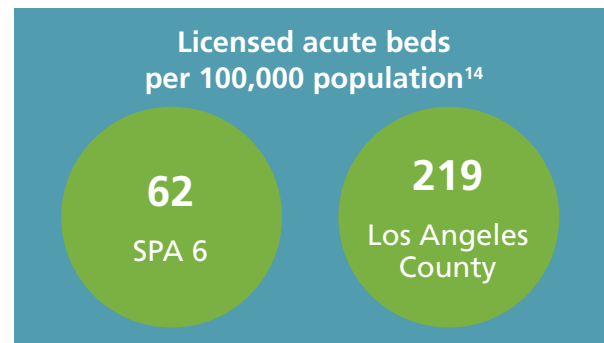 Licensed acute beds
per 100,000 population¹⁴
62
SPA 6
219
Los Angeles
County